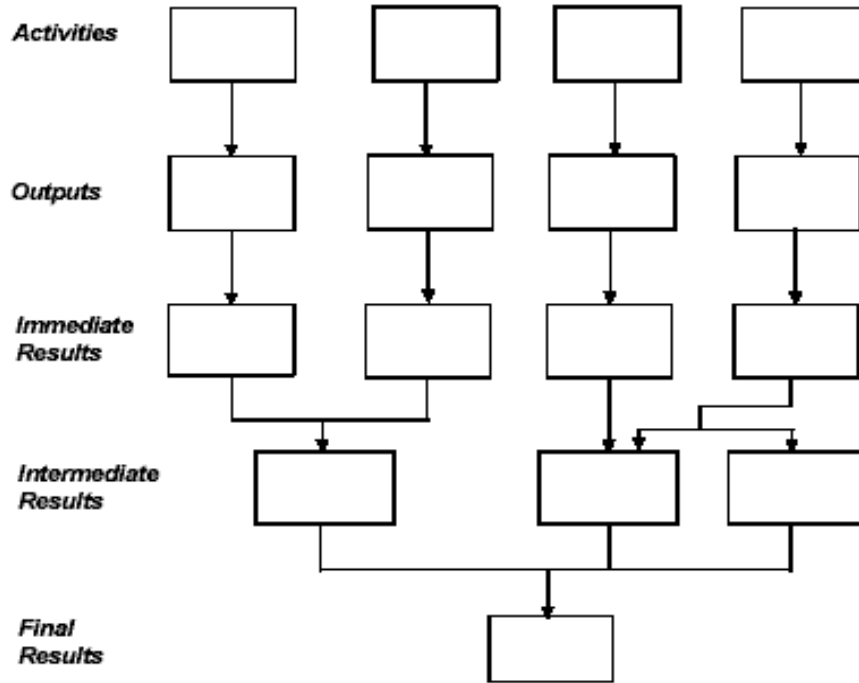 Activities
Outputs
Immediate
Results
Intermediate
Results
Final
Results